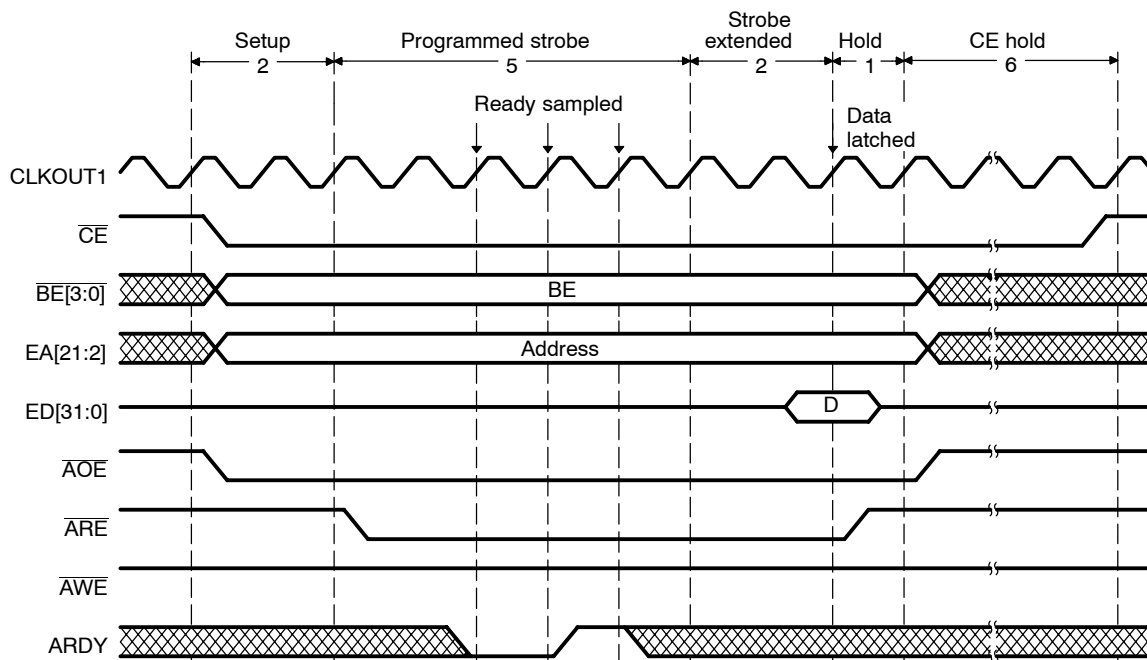 Setup
2
Programmed strobe
5
Strobe
extended
2
Hold
1
CE hold
6
Ready sampled
Data
latched
CLKOUT1
CE
BE[3:0]
BE
EA[21:2]
Address
ED[31:0]
D
AOE
ARE
AWE
ARDY